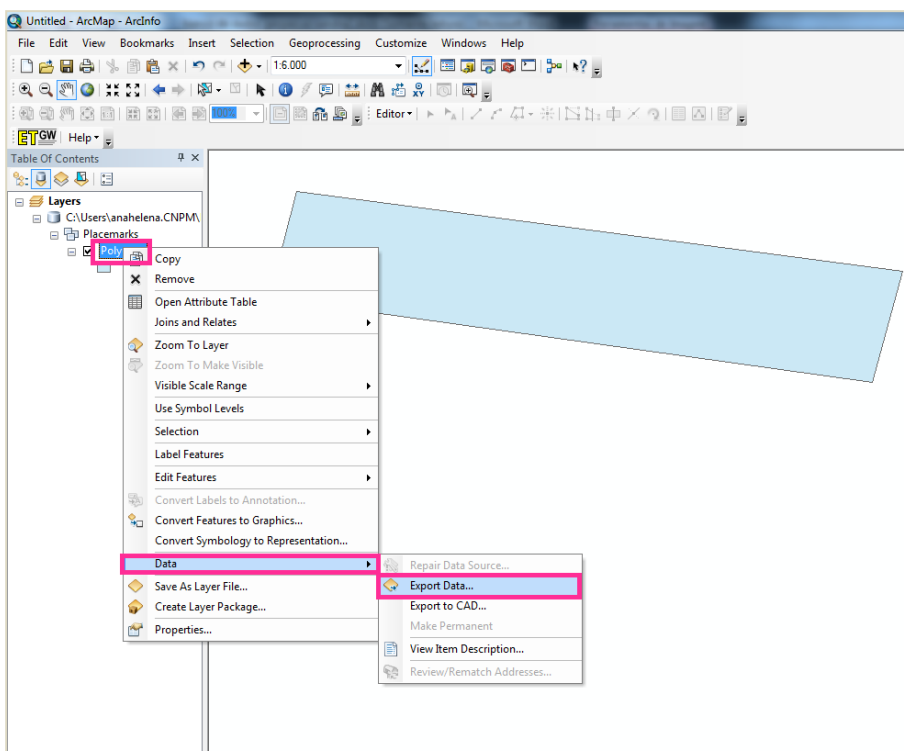 Untitled - ArcMap - ArcInfo
File Edit View Bookmarks Insert Selection Geoprocessing Customize Windows Help
1:6.000
100%
Editor
ET GW Help
Table Of Contents
Layers
C:\Users\anahelena.CNPM\
Placemarks
Poly
Copy
Remove
Open Attribute Table
Joins and Relates
Zoom To Layer
Zoom To Make Visible
Visible Scale Range
Use Symbol Levels
Selection
Label Features
Edit Features
Convert Labels to Annotation...
Convert Features to Graphics...
Convert Symbology to Representation...
Data
Save As Layer File...
Create Layer Package...
Properties...
Repair Data Source...
Export Data...
Export to CAD...
Make Permanent
View Item Description...
Review/Rematch Addresses...